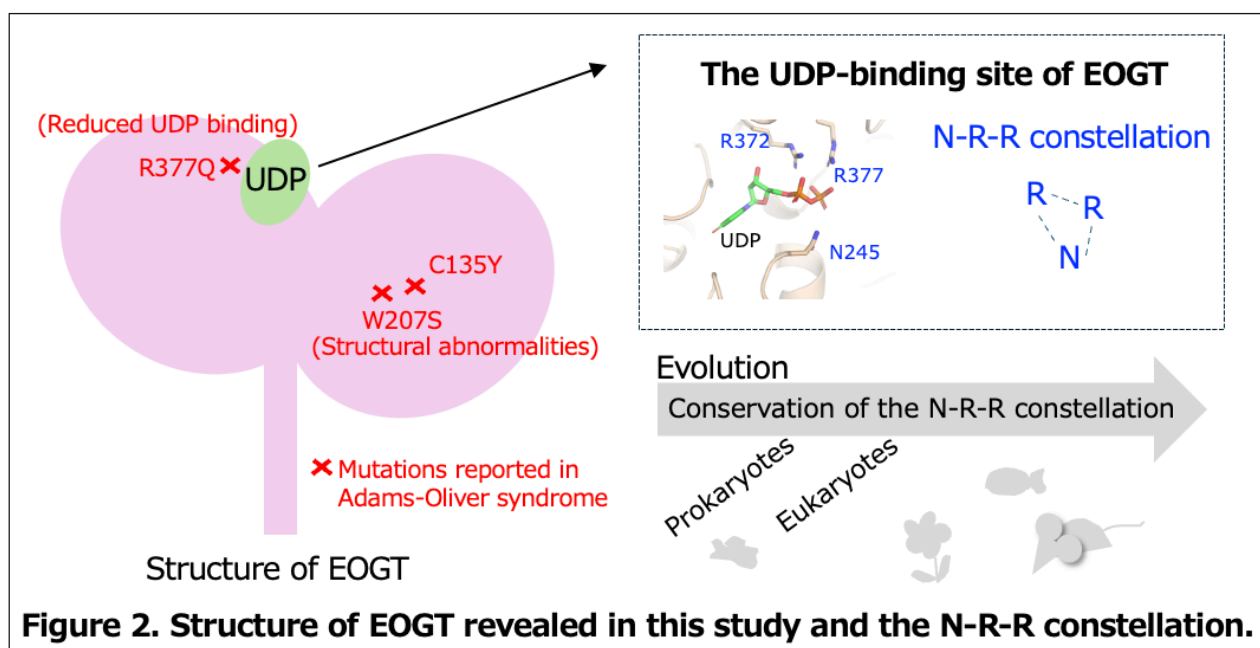 (Reduced UDP binding)
R377Q
UDP
C135Y
W207S
(Structural abnormalities)
Mutations reported in
Adams-Oliver syndrome
Structure of EOGT
The UDP-binding site of EOGT
N-R-R constellation
R372
R377
UDP
N245
R
R
N
Evolution
Conservation of the N-R-R constellation
Prokaryotes
Eukaryotes
Figure 2. Structure of EOGT revealed in this study and the N-R-R constellation.